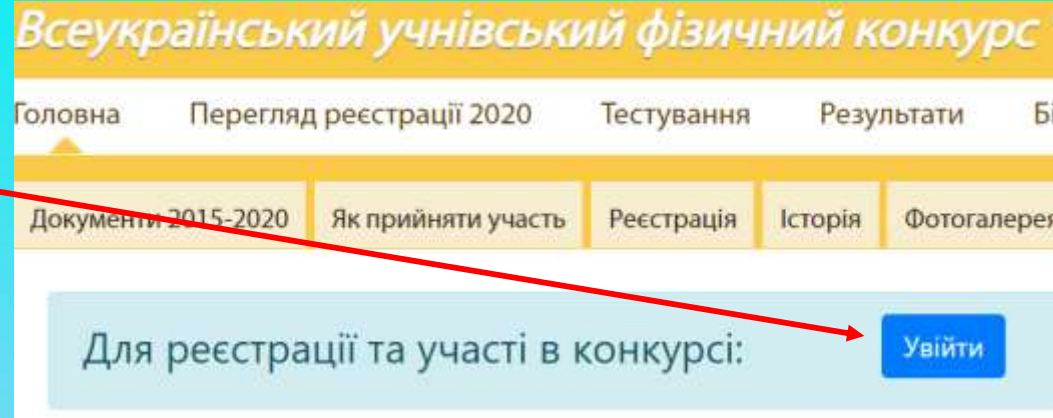 Всеукраїнський учнівський фізичний конкурс
Головна Перегляд реєстрації 2020 Тестування Результати
Документи 2015-2020 Як прийняти участь Реєстрація Історія Фотогалерея
Для реєстрації та участі в конкурсі: Увійти